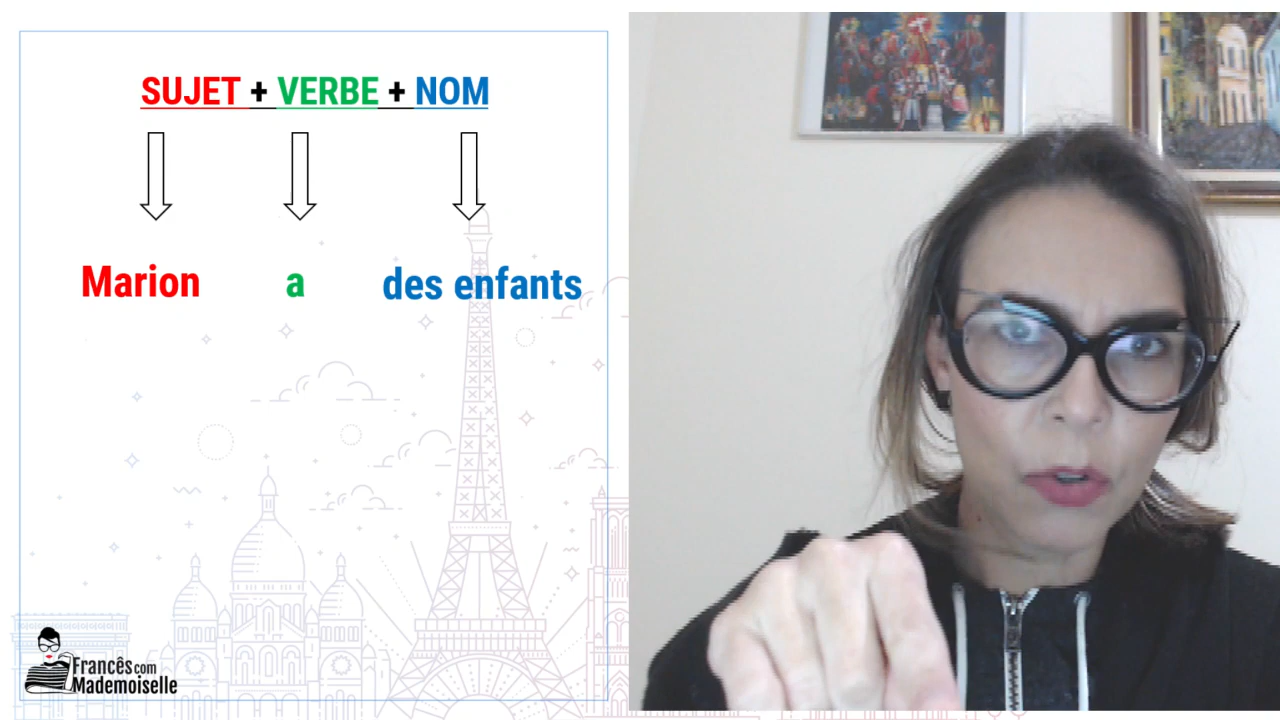 SUJET + VERBE + NOM
Marion a des enfants
Francês com
Mademoiselle